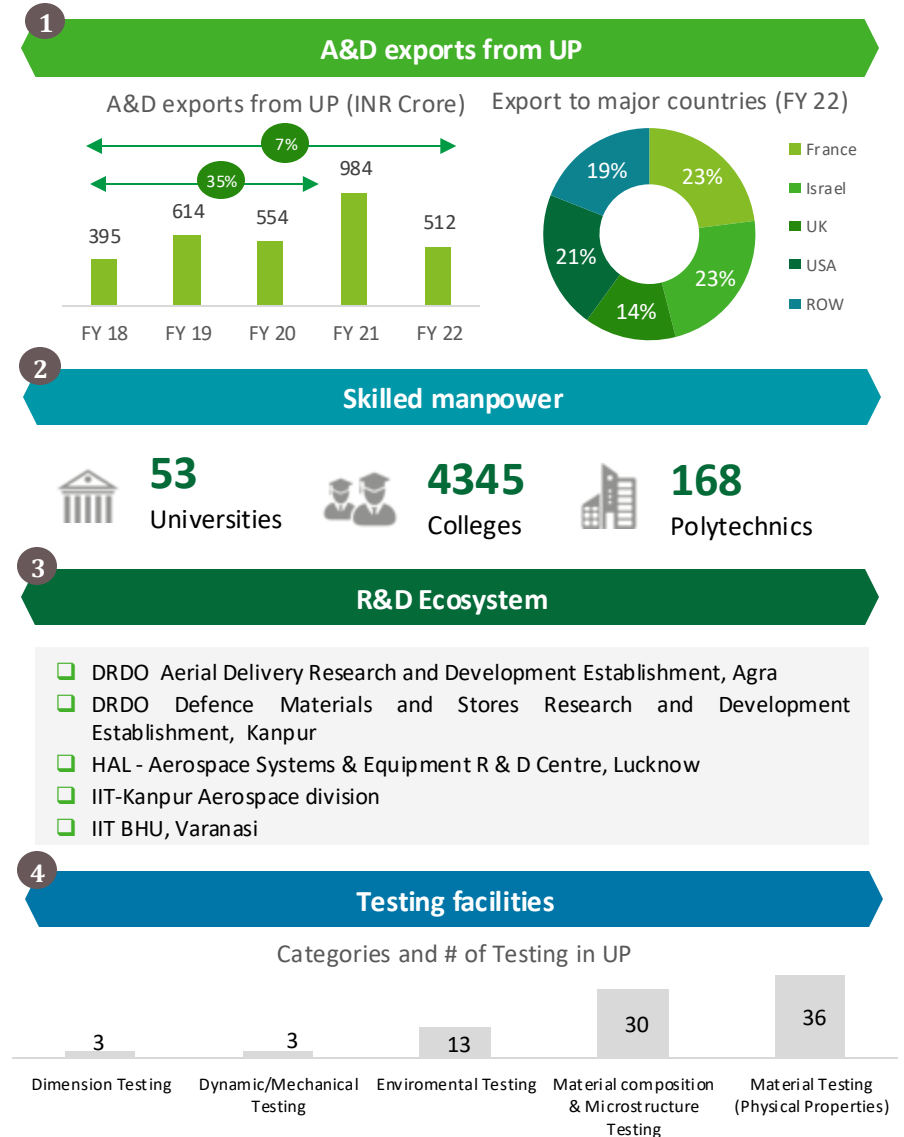 1
A&D exports from UP
A&D exports from UP (INR Crore)
7%
35%
395
614
554
984
512
FY 18
FY 19
FY 20
FY 21
FY 22
Export to major countries (FY 22)
23%
23%
14%
21%
19%
France
Israel
UK
USA
ROW
2
Skilled manpower
53
Universities
4345
Colleges
168
Polytechnics
3
R&D Ecosystem
DRDO Aerial Delivery Research and Development Establishment, Agra
DRDO Defence Materials and Stores Research and Development
Establishment, Kanpur
HAL - Aerospace Systems & Equipment R & D Centre, Lucknow
IIT-Kanpur Aerospace division
IIT BHU, Varanasi
4
Testing facilities
Categories and # of Testing in UP
3
3
13
30
36
Dimension Testing
Dynamic/Mechanical
Testing
Enviromental Testing
Material composition
& Microstructure
Testing
Material Testing
(Physical Properties)